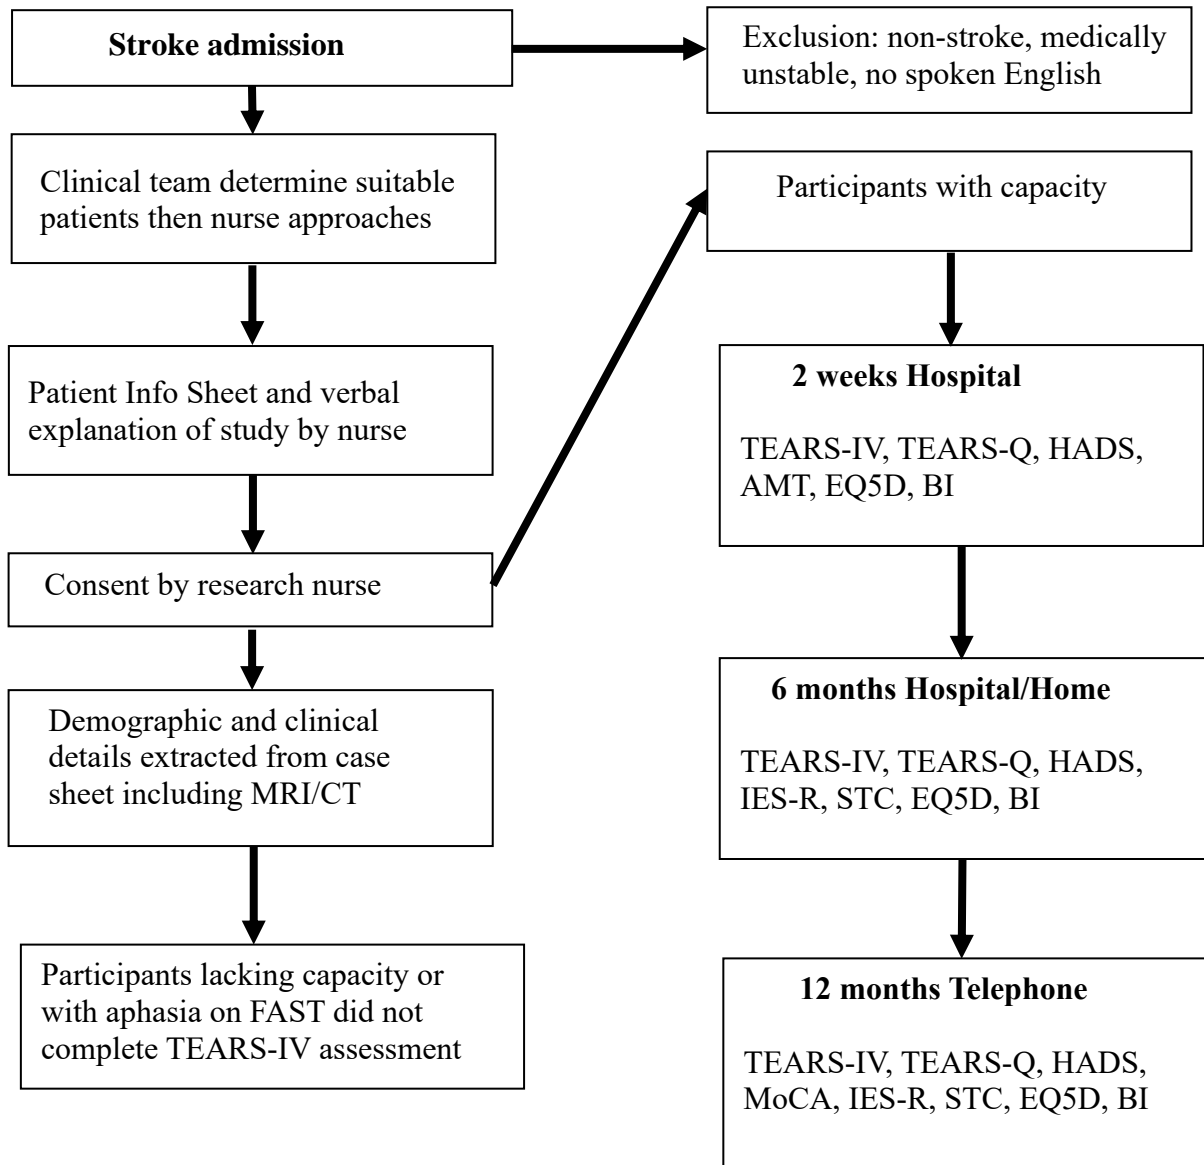 Stroke admission
Exclusion: non-stroke, medically
unstable, no spoken English
Clinical team determine suitable
patients then nurse approaches
Patient Info Sheet and verbal
explanation of study by nurse
Consent by research nurse
Demographic and clinical
details extracted from case
sheet including MRI/CT
Participants lacking capacity or
with aphasia on FAST did not
complete TEARS-IV assessment
Participants with capacity
2 weeks Hospital
TEARS-IV, TEARS-Q, HADS,
AMT, EQ5D, BI
6 months Hospital/Home
TEARS-IV, TEARS-Q, HADS,
IES-R, STC, EQ5D, BI
12 months Telephone
TEARS-IV, TEARS-Q, HADS,
MoCA, IES-R, STC, EQ5D, BI